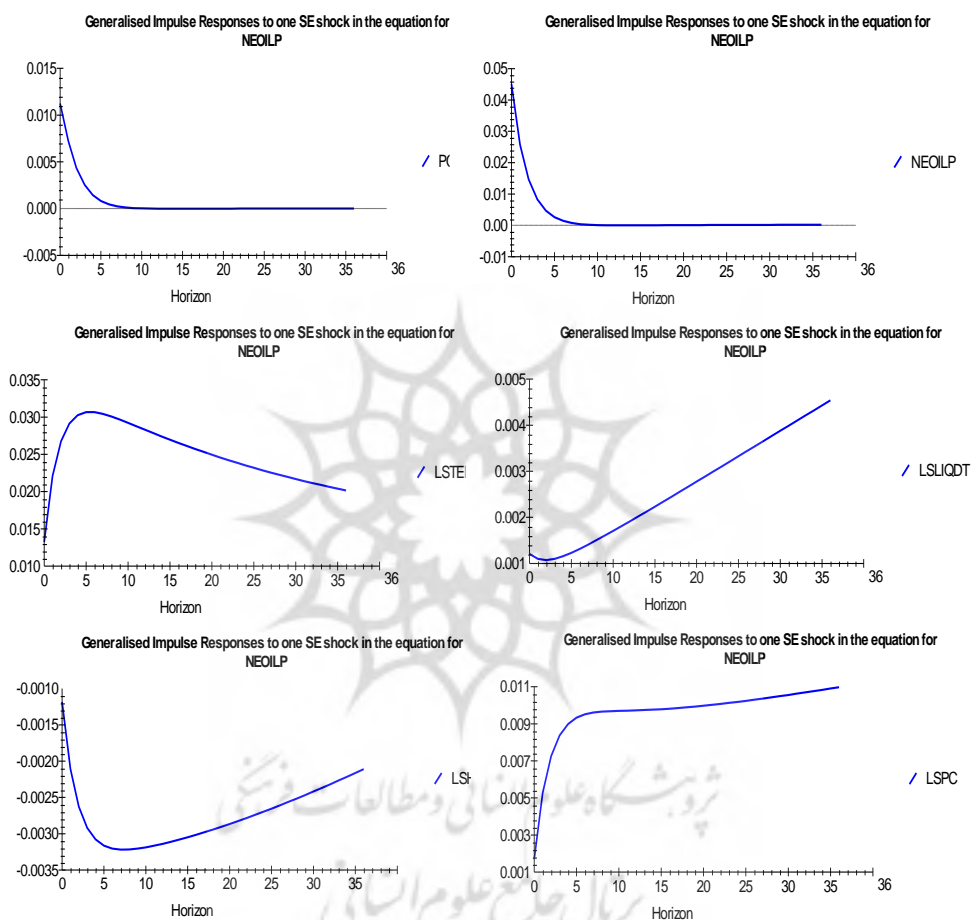 Generalised Impulse Responses to one SE shock in the equation for
NEOILP
0.015
0.010
0.005
0.000
-0.005
0 5 10 15 20 25 30 35 36
Horizon
Generalised Impulse Responses to one SE shock in the equation for
NEOILP
0.05
0.04
0.03
0.02
0.01
0.00
-0.01
0 5 10 15 20 25 30 35 36
Horizon
NEOILP
Generalised Impulse Responses to one SE shock in the equation for
NEOILP
0.035
0.030
0.025
0.020
0.015
0.010
0 5 10 15 20 25 30 35 36
Horizon
Generalised Impulse Responses to one SE shock in the equation for
NEOILP
0.005
0.004
0.003
0.002
0.001
0 5 10 15 20 25 30 35 36
Horizon
LSLIQDT
Generalised Impulse Responses to one SE shock in the equation for
NEOILP
-0.0010
-0.0015
-0.0020
-0.0025
-0.0030
-0.0035
0 5 10 15 20 25 30 35
Horizon
Generalised Impulse Responses to one SE shock in the equation for
NEOILP
0.011
0.009
0.007
0.005
0.003
0.001
0 5 10 15 20 25 30 35 36
Horizon
LSPC
پژوهشگاه علوم انسانی و مطالعات فرهنگی
پرتال جامع علوم انسانی